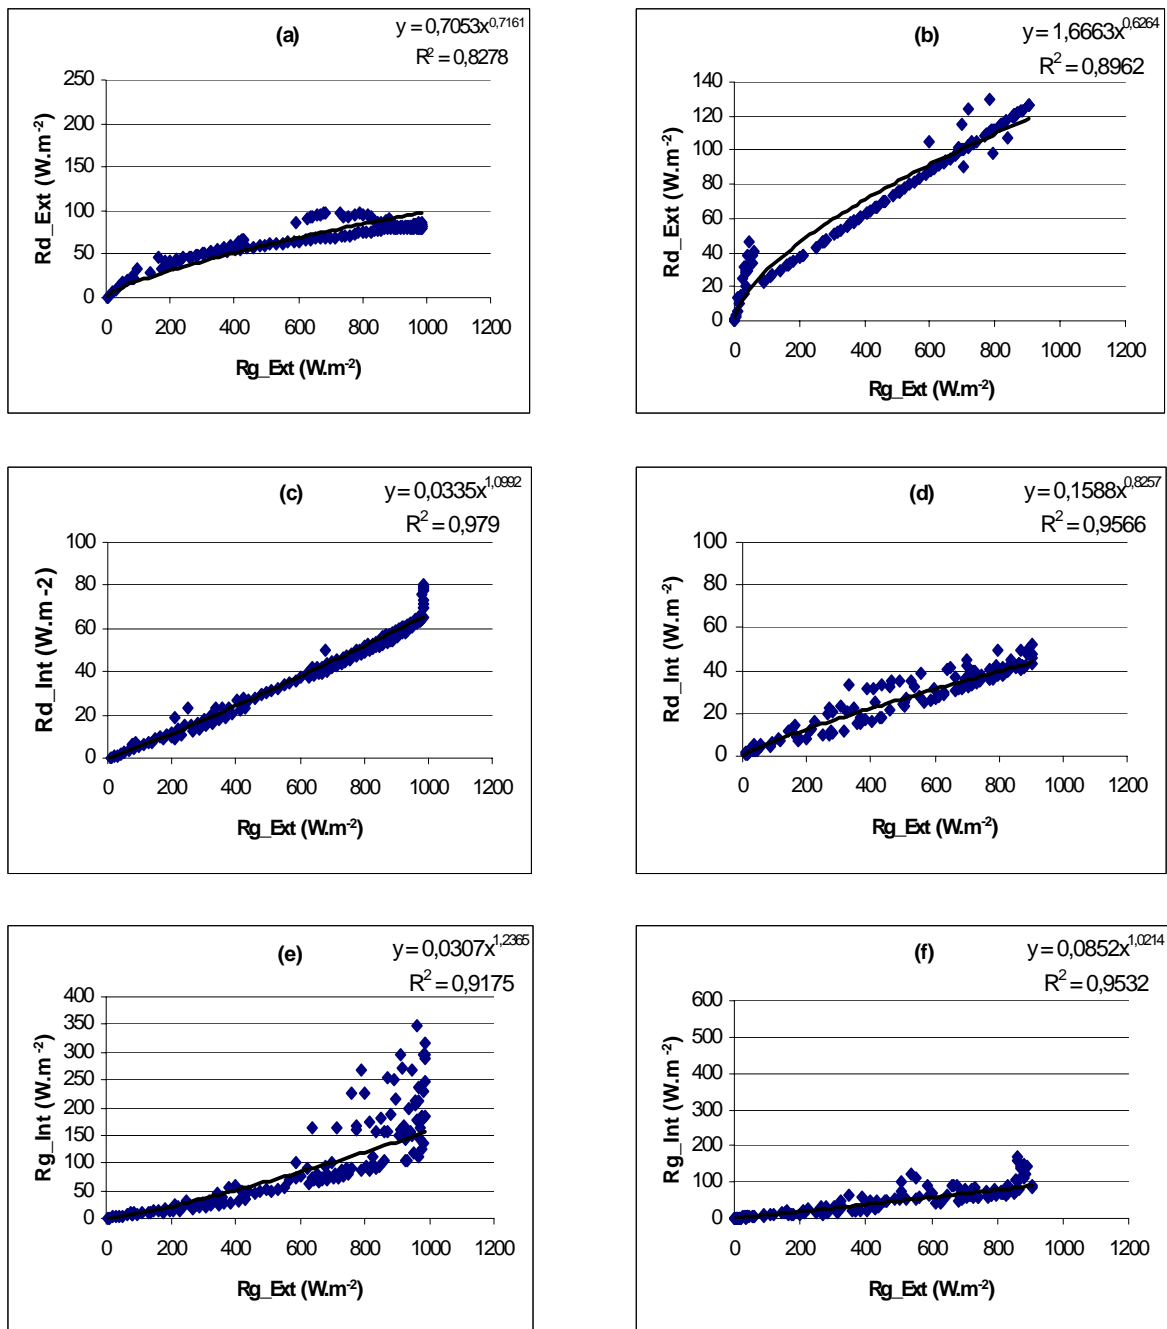 (a)
y = 0,7053x^0,7161
R² = 0,8278
250
200
150
100
50
0
Rd_Ext (W.m⁻²)
0 200 400 600 800 1000 1200
Rg_Ext (W.m⁻²)
(b)
y = 1,6663x^0,6264
R² = 0,8962
140
120
100
80
60
40
20
0
Rd_Ext (W.m⁻²)
0 200 400 600 800 1000 1200
Rg_Ext (W.m⁻²)
(c)
y = 0,0335x^1,0992
R² = 0,979
100
80
60
40
20
0
Rd_Int (W.m-2)
0 200 400 600 800 1000 1200
Rg_Ext (W.m⁻²)
(d)
y = 0,1588x^0,8257
R² = 0,9566
100
80
60
40
20
0
Rd_Int (W.m⁻²)
0 200 400 600 800 1000 1200
Rg_Ext (W.m⁻²)
(e)
y = 0,0307x^1,2365
R² = 0,9175
400
350
300
250
200
150
100
50
0
Rg_Int (W.m⁻²)
0 200 400 600 800 1000 1200
Rg_Ext (W.m⁻²)
(f)
y = 0,0852x^1,0214
R² = 0,9532
600
500
400
300
200
100
0
Rg_Int (W.m⁻²)
0 200 400 600 800 1000 1200
Rg_Ext (W.m⁻²)